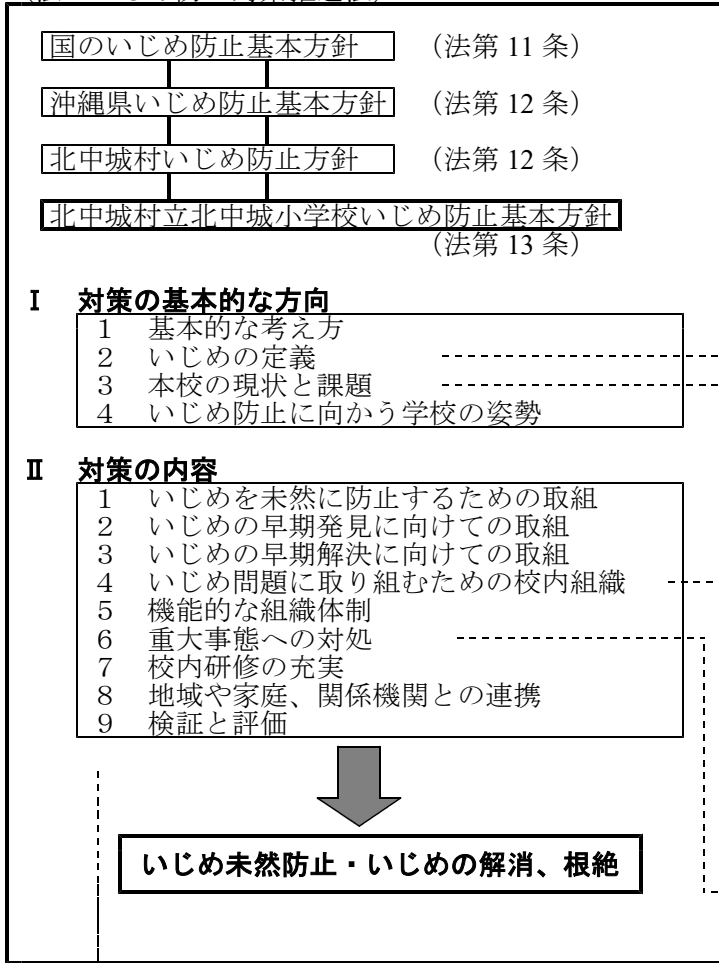 国のいじめ防止基本方針 (法第 11 条)
沖縄県いじめ防止基本方針 (法第 12 条)
北中城村いじめ防止方針 (法第 12 条)
北中城村立北中城小学校いじめ防止基本方針
(法第 13 条)
Ⅰ 対策の基本的な方向
1 基本的な考え方
2 いじめの定義
3 本校の現状と課題
4 いじめ防止に向かう学校の姿勢
Ⅱ 対策の内容
1 いじめを未然に防止するための取組
2 いじめの早期発見に向けての取組
3 いじめの早期解決に向けての取組
4 いじめ問題に取り組むための校内組織
5 機能的な組織体制
6 重大事態への対処
7 校内研修の充実
8 地域や家庭、関係機関との連携
9 検証と評価
いじめ未然防止・いじめの解消、根絶